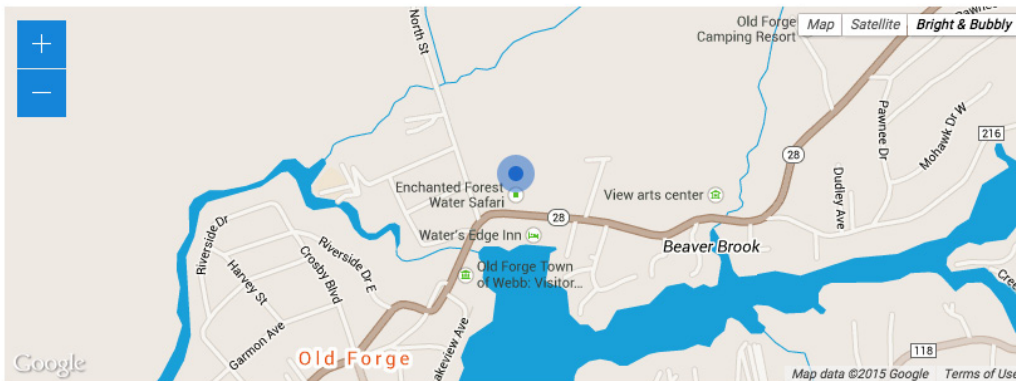 +
−
North St
Old Forge
Camping Resort
Pawnee
Map
Satellite
Bright & Bubbly
Pawnee Dr
Mohawk Dr W
216
28
Dudley Ave
Enchanted Forest
Water Safari
View arts center
28
Water's Edge Inn
Beaver Brook
Riverside Dr
Harvey St
Crosby Blvd
Riverside Dr E
Old Forge Town
of Webb: Visitor...
Garmon Ave
Old Forge
akeview Ave
Cree
118
Google
Map data ©2015 Google
Terms of Use